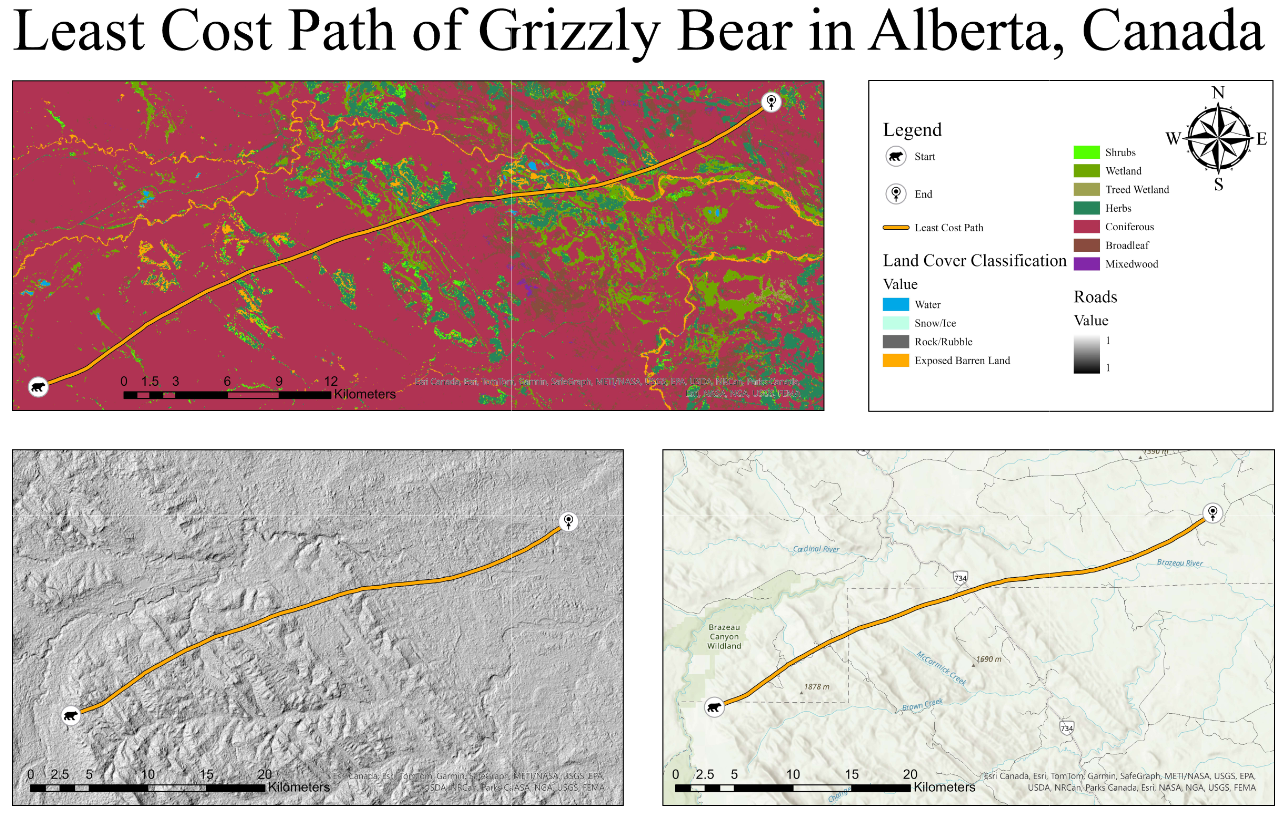 Least Cost Path of Grizzly Bear in Alberta, Canada
0 1.5 3 6 9 12
Kilometers
Esri Canada, Esri, TomTom, Garmin, SafeGraph, METI/NASA, USGS, EPA, USDA, NRCan, Parks Canada,
Esri, NASA, NGA, USGS, FEMA
N
W E
S
Legend
Start
End
Least Cost Path
Land Cover Classification
Value
Water
Snow/Ice
Rock/Rubble
Exposed Barren Land
Shrubs
Wetland
Treed Wetland
Herbs
Coniferous
Broadleaf
Mixedwood
Roads
Value
1
1
0 2.5 5 10 15 20
Kilometers
Esri Canada, Esri, TomTom, Garmin, SafeGraph, METI/NASA, USGS, EPA,
USDA, NRCan, Parks Canada, Esri, NASA, NGA, USGS, FEMA
1390 m
Cardinal River
734
Brazeau River
Brazeau
Canyon
Wildland
McCormick Creek
1690 m
1878 m
Brown Creek
734
0 2.5 5 10 15 20
Kilometers
Esri Canada, Esri, TomTom, Garmin, SafeGraph, METI/NASA, USGS, EPA,
USDA, NRCan, Parks Canada, Esri, NASA, NGA, USGS, FEMA